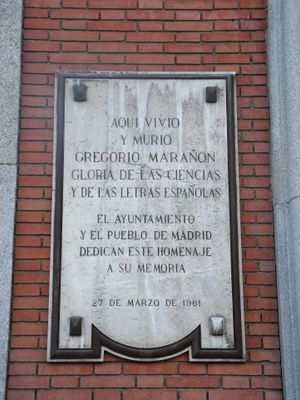 AQUI VIVIO
Y MURIO
GREGORIO MARAÑON
GLORIA DE LAS CIENCIAS
Y DE LAS LETRAS ESPAÑOLAS
EL AYUNTAMIENTO
Y EL PUEBLO DE MADRID
DEDICAN ESTE HOMENAJE
A SU MEMORIA
27 DE MARZO DE 1961